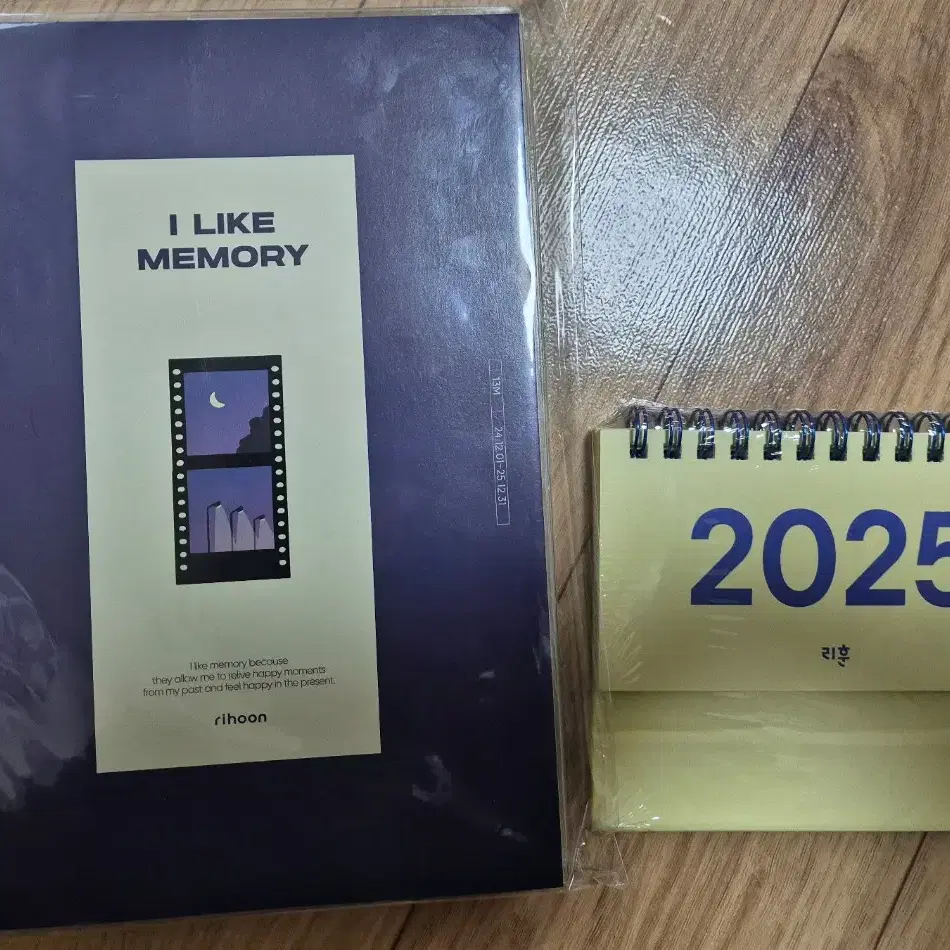 I LIKE
MEMORY
I like memory because
they allow me to relive happy moments
from my past and feel happy in the present.
rihoon
13M
24.12.01~25.12.31
2025
리훈